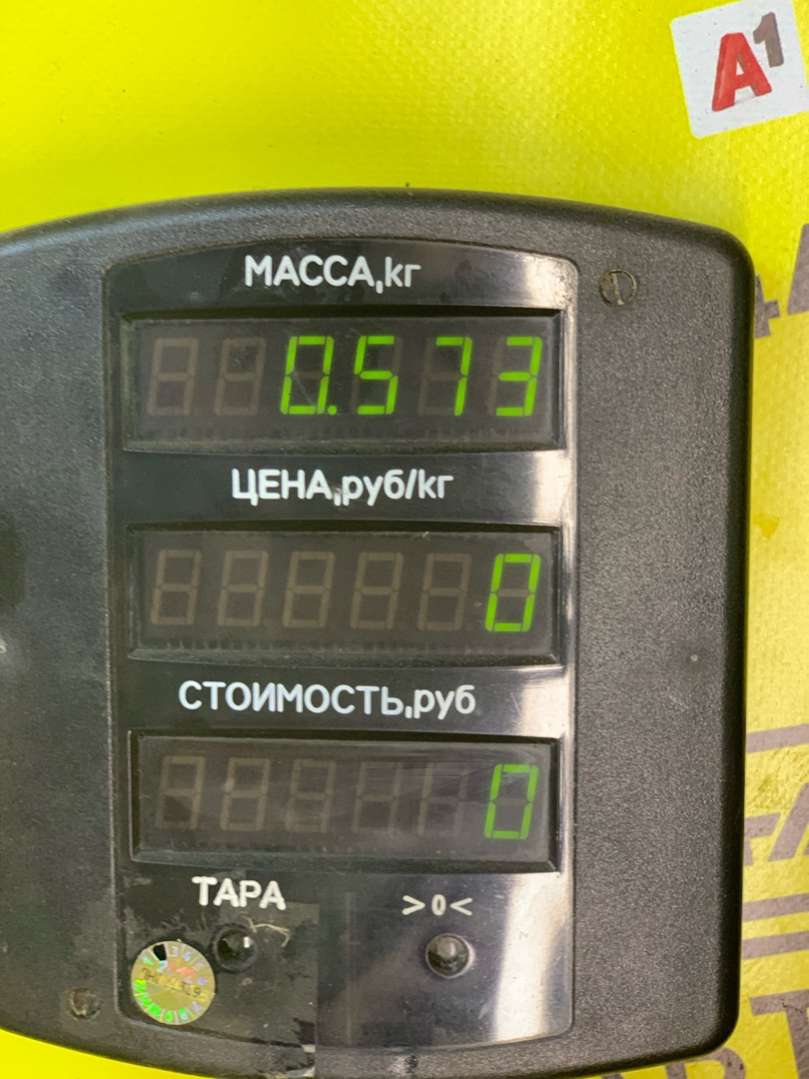 A1
МАССА,кг
0.573
ЦЕНА,руб/кг
0
СТОИМОСТЬ,руб
0
ТАРА >0<